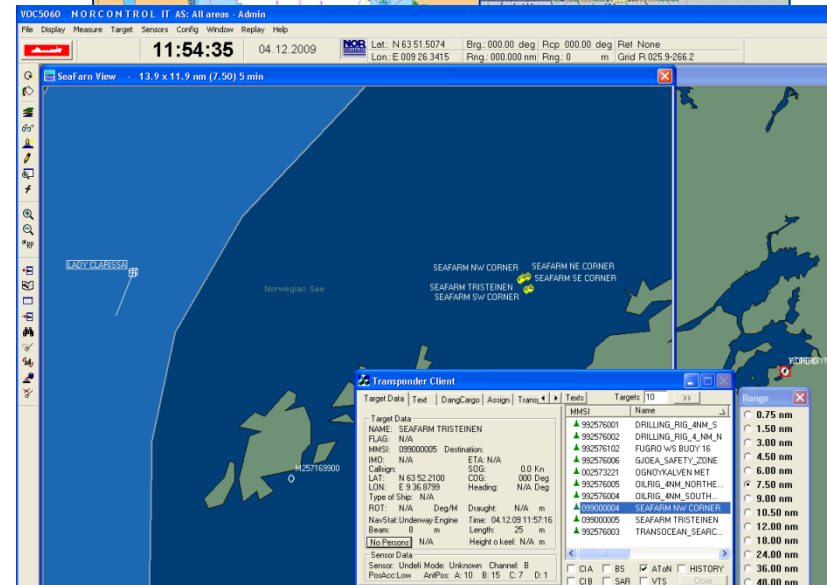 VOC5060 NORCONTROL IT AS: All areas - Admin
File Display Measure Target Sensors Config Window Replay Help
11:54:35 04.12.2009
NOR CONTROL
Lat.: N 63 51.5074 Brg.: 000.00 deg Rcp 000.00 deg Ref None
Lon.: E 009 26.3415 Rng.: 000.000 nm Rng.: 0 m Grid R 025.9-266.2
SeaFarn View - 13.9 x 11.9 nm (7.50) 5 min
LADY CLARISSA
Norwegian See
SEAFARM NW CORNER SEAFARM NE CORNER
SEAFARM SE CORNER
SEAFARM TRISTEINEN
SEAFARM SW CORNER
M257169900
Transponder Client
Target Data Text DangCargo Assign Trans
Texts Targets 10 >>
Target Data
NAME: SEAFARM TRISTEINEN
FLAG: N/A
MMSI: 099000005 Destination:
IMO: N/A ETA: N/A
Callsign: SOG: 0.0 Kn
LAT: N 63 52.2100 COG: 000 Deg
LON: E 9 36.8799 Heading: N/A Deg
Type of Ship: N/A
ROT: N/A Deg/M Draught: N/A m
NavStat: Underway Engine Time: 04.12.09 11:57:16
Beam: 8 m Length: 25 m
No Persons N/A Height o.keel: N/A m
Sensor Data
Sensor: Undefi Mode: Unknown Channel: B
PosAcc:Low AntPos: A: 10 B: 15 C: 7 D: 1
MMSI Name
992576001 DRILLING_RIG_4NM_S
992576002 DRILLING_RIG_4_NM_N
992576102 FUGRO WS BUOY 16
992576006 GJOEA_SAFETY_ZONE
002573221 OGNOYKALVEN MET
992576005 OILRIG_4NM_NORTHE...
992576004 OILRIG_4NM_SOUTH...
099000004 SEAFARM NW CORNER
099000005 SEAFARM TRISTEINEN
992576003 TRANSOCEAN_SEARC...
CIA BS AToN HISTORY
CIB SAR VTS Close
Range
0.75 nm
1.50 nm
3.00 nm
4.50 nm
6.00 nm
7.50 nm
9.00 nm
10.50 nm
12.00 nm
18.00 nm
24.00 nm
36.00 nm
48.00 nm